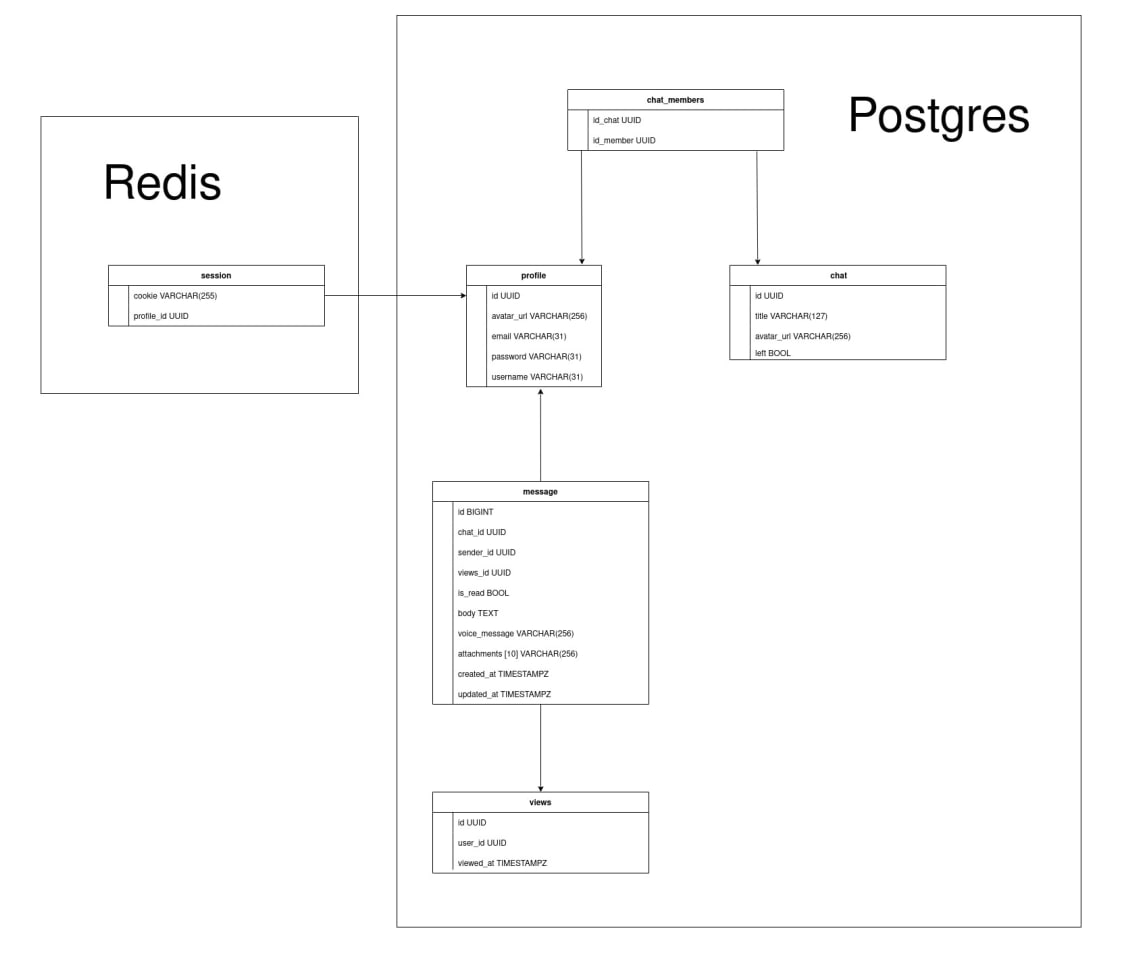 Postgres
chat_members
id_chat UUID
id_member UUID
Redis
session
cookie VARCHAR(255)
profile_id UUID
profile
id UUID
avatar_url VARCHAR(256)
email VARCHAR(31)
password VARCHAR(31)
username VARCHAR(31)
chat
id UUID
title VARCHAR(127)
avatar_url VARCHAR(256)
left BOOL
message
id BIGINT
chat_id UUID
sender_id UUID
views_id UUID
is_read BOOL
body TEXT
voice_message VARCHAR(256)
attachments [10] VARCHAR(256)
created_at TIMESTAMPZ
updated_at TIMESTAMPZ
views
id UUID
user_id UUID
viewed_at TIMESTAMPZ